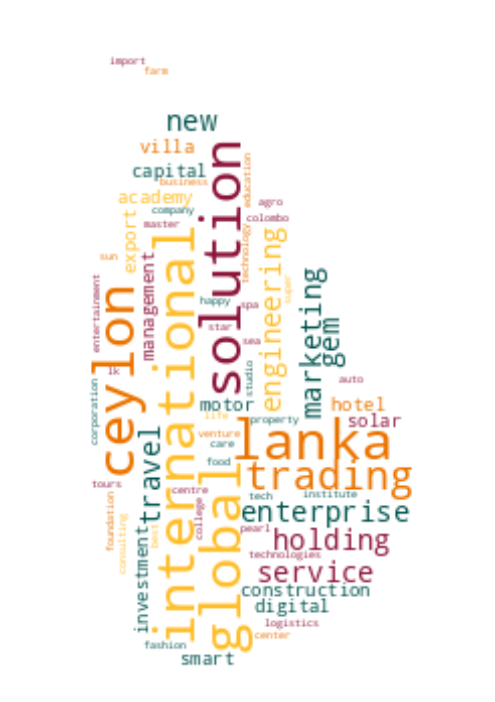 import
farm
new
villa
capital
solution
business
education
academy
agro
company
colombo
export
master
international
engineering
technology
sun
management
marketing
gem
entertainment
super
ceylon
happy
spa
star
sea
lk
studio
auto
corporation
motor
hotel
life
property
solar
lanka
travel
venture
care
food
trading
tours
centre
tech
institute
global
foundation
consulting
best
college
enterprise
pearl
investment
holding
technologies
service
construction
digital
logistics
center
fashion
smart